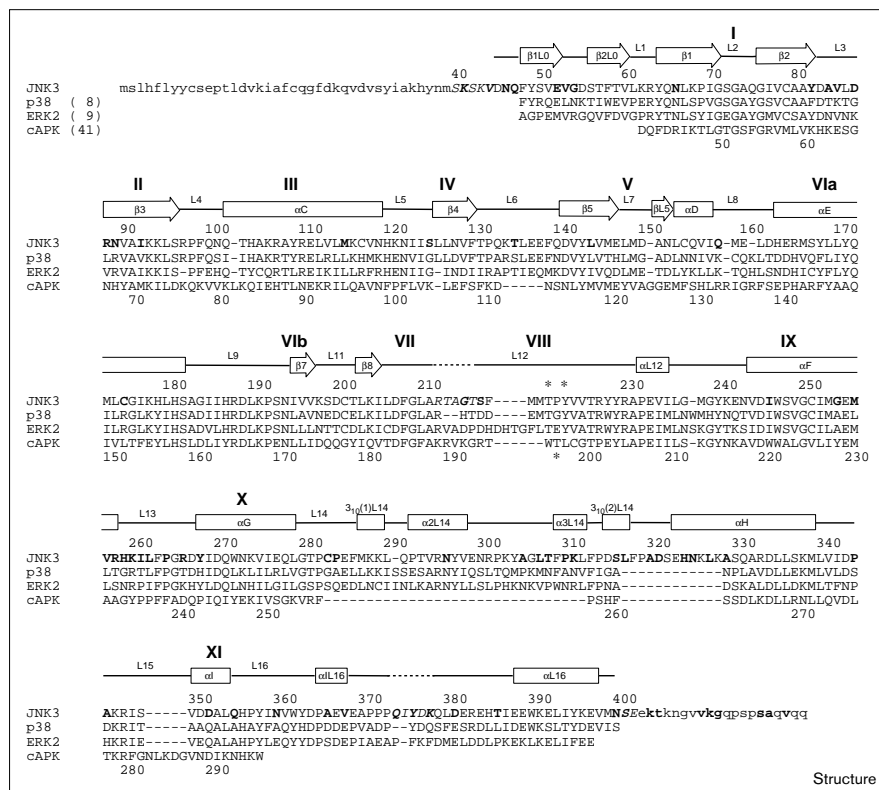 I
β1L0 β2L0 L1 β1 L2 β2 L3
40 50 60 70 80
JNK3 mslhflyycseptldvkiafcqgfdkqvdvsyiakhynmSKSKVDNQFYSVEVGDSTFTVLKRYQNLKPIGSGAQGIVCAAYDAVLD
p38 ( 8) FYRQELNKTIWEVPERYQNLSPVGSGAYGSVCAAFDTKTG
ERK2 ( 9) AGPEMVRGQVFDVGPRYTNLSYIGEGAYGMVCSAYDNVNK
cAPK (41) DQFDRIKTLGTGSFGRVMLVKHKESG
50 60
II III IV V VIa
β3 L4 αC L5 β4 L6 β5 L7 βL5 αD L8 αE
90 100 110 120 130 140 150 160 170
JNK3 RNVAIKKLSRPFQNQ-THAKRAYRELVLMKCVNHKNIISLLNVFTPQKTLEEFQDVYLVMELMD-ANLCQVIQ-ME-LDHERMSYLLYQ
p38 LRVAVKKLSRPFQSI-IHAKRTYRELRLLKHMKHENVIGLLDVFTPARSLEEFNDVYLVTHLMG-ADLNNIVK-CQKLTDDHVQFLIYQ
ERK2 VRVAIKKIS-PFEHQ-TYCQRTLREIKILLRFRHENIIG-INDIIRAPTIEQMKDVYIVQDLME-TDLYKLLK-TQHLSNDHICYFLYQ
cAPK NHYAMKILDKQKVVKLKQIEHTLNEKRILQAVNFPFLVK-LEFSFKD-----NSNLYMVMEYVAGGEMFSHLRRIGRFSEPHARFYAAQ
70 80 90 100 110 120 130 140
VIb VII VIII IX
L9 β7 L11 β8 L12 αL12 αF
180 190 200 210 * * 230 240 250
JNK3 MLCGIKHLHSAGIIHRDLKPSNIVVKSDCTLKILDFGLARTAGTSF----MMTPYVVTRYYRAPEVILG-MGYKENVDIWSVGCIMGEM
p38 ILRGLKYIHSADIIHRDLKPSNLAVNEDCELKILDFGLAR--HTDD----EMTGYVATRWYRAPEIMLNWMHYNQTVDIWSVGCIMAEL
ERK2 ILRGLKYIHSADVLHRDLKPSNLLLNTTCDLKICDFGLARVADPDHDHTGFLTEYVATRWYRAPEIMLNSKGYTKSIDIWSVGCILAEM
cAPK IVLTFEYLHSLDLIYRDLKPENLLIDQQGYIQVTDFGFAKRVKGRT----WTLCGTPEYLAPEIILS-KGYNKAVDWWALGVLIYEM
150 160 170 180 190 * 200 210 220 230
X
L13 αG L14 3₁₀(1)L14 α2L14 α3L14 3₁₀(2)L14 αH
260 270 280 290 300 310 320 330 340
JNK3 VRHKILFPGRDYIDQWNKVIEQLGTPCPEFMKKL-QPTVRNYVENRPKYAGLTFPKLFPDSLFPADSEHNKLKASQARDLLSKMLVIDP
p38 LTGRTLFPGTDHIDQLKLILRLVGTPGAELLKKISSESARNYIQSLTQMPKMNFANVFIGA----------NPLAVDLLEKMLVLDS
ERK2 LSNRPIFPGKHYLDQLNHILGILGSPSQEDLNCIINLKARNYLLSLPHKNKVPWNRLFPNA----------DSKALDLLDKMLTFNP
cAPK AAGYPPFFADQPIQIYEKIVSGKVRF---------------------------PSHF----------SSDLKDLLRNLLQVDL
240 250 260 270
XI
L15 αI L16 αIL16 αL16
350 360 370 380 390 400
JNK3 AKRIS-----VDDALQHPYINVWYDPAEVEAPPPQIYDKQLDEREHTIEEWKELIYKEVMNSEektkngvvkgqpspsaqvqq
p38 DKRIT-----AAQALAHAYFAQYHDPDDEPVADP-YDQSFESRDLLIDEWKSLTYDEVIS
ERK2 HKRIE-----VEQALAHPYLEQYYDPSDEPIAEAP-FKFDMELDDLPKEKLKELIFEE
cAPK TKRFGNLKDGVNDIKNHKW
280 290
Structure